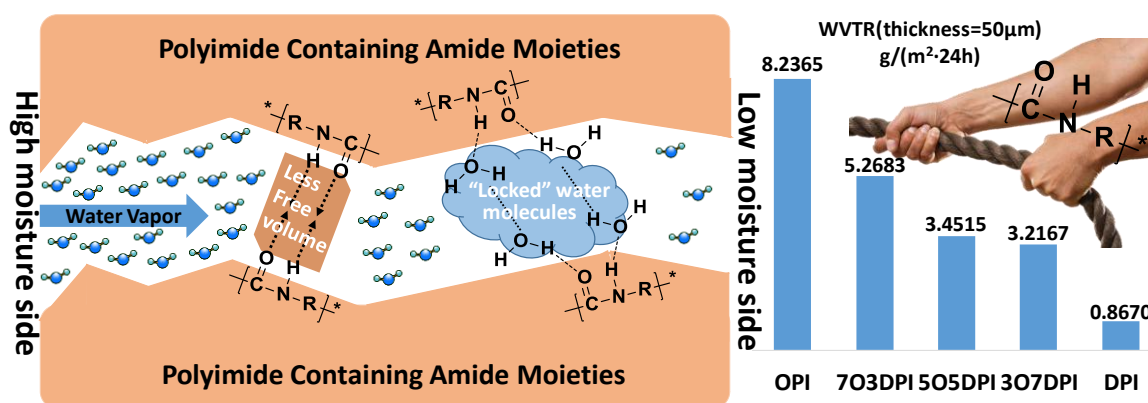 Polyimide Containing Amide Moieties
High moisture side
Water Vapor
* R N C O
H
Less
Free
volume
O H
C N R *
* R N C O
H
H
H O
H O H
"Locked" water
molecules
H O H
O H
H
O H
C N R *
Polyimide Containing Amide Moieties
Low moisture side
WVTR(thickness=50μm)
g/(m²·24h)
8.2365
5.2683
3.4515
3.2167
0.8670
O H
C N R *
OPI 7O3DPI 5O5DPI 3O7DPI DPI